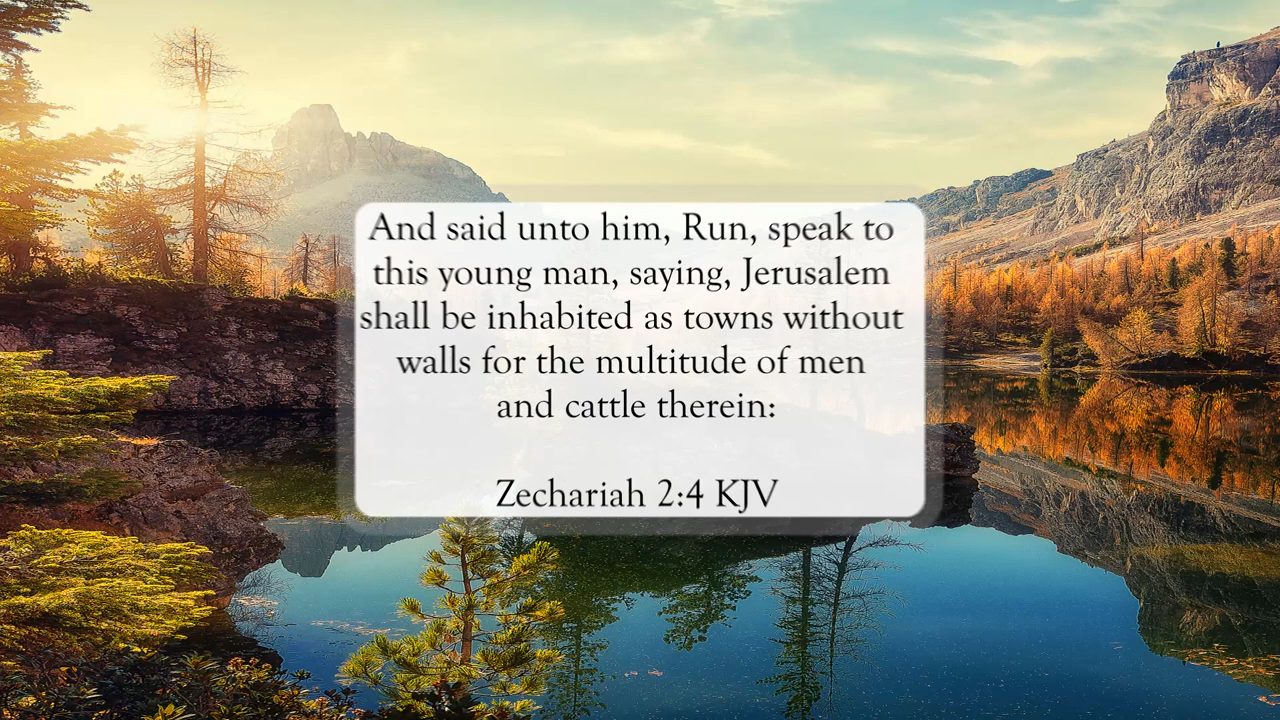 And said unto him, Run, speak to
this young man, saying, Jerusalem
shall be inhabited as towns without
walls for the multitude of men
and cattle therein:
Zechariah 2:4 KJV